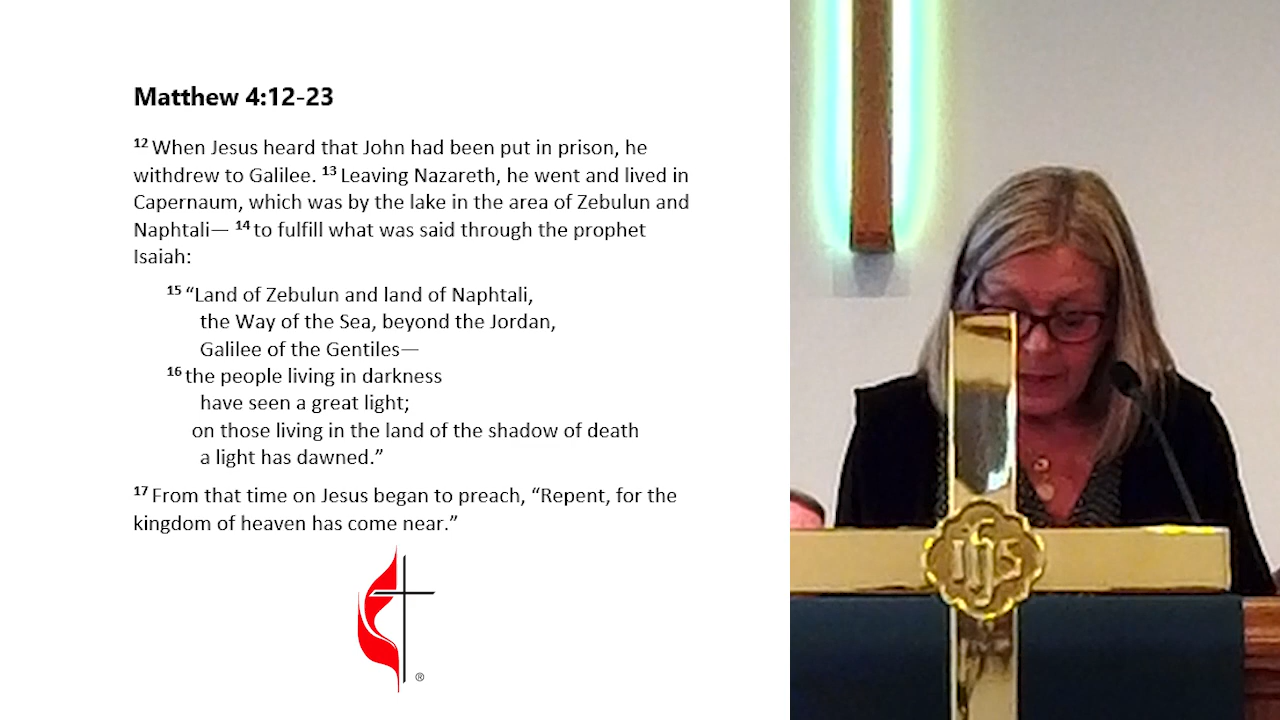 Matthew 4:12-23
12 When Jesus heard that John had been put in prison, he
withdrew to Galilee. 13 Leaving Nazareth, he went and lived in
Capernaum, which was by the lake in the area of Zebulun and
Naphtali— 14 to fulfill what was said through the prophet
Isaiah:
15 “Land of Zebulun and land of Naphtali,
the Way of the Sea, beyond the Jordan,
Galilee of the Gentiles—
16 the people living in darkness
have seen a great light;
on those living in the land of the shadow of death
a light has dawned.”
17 From that time on Jesus began to preach, “Repent, for the
kingdom of heaven has come near.”
®
ihs